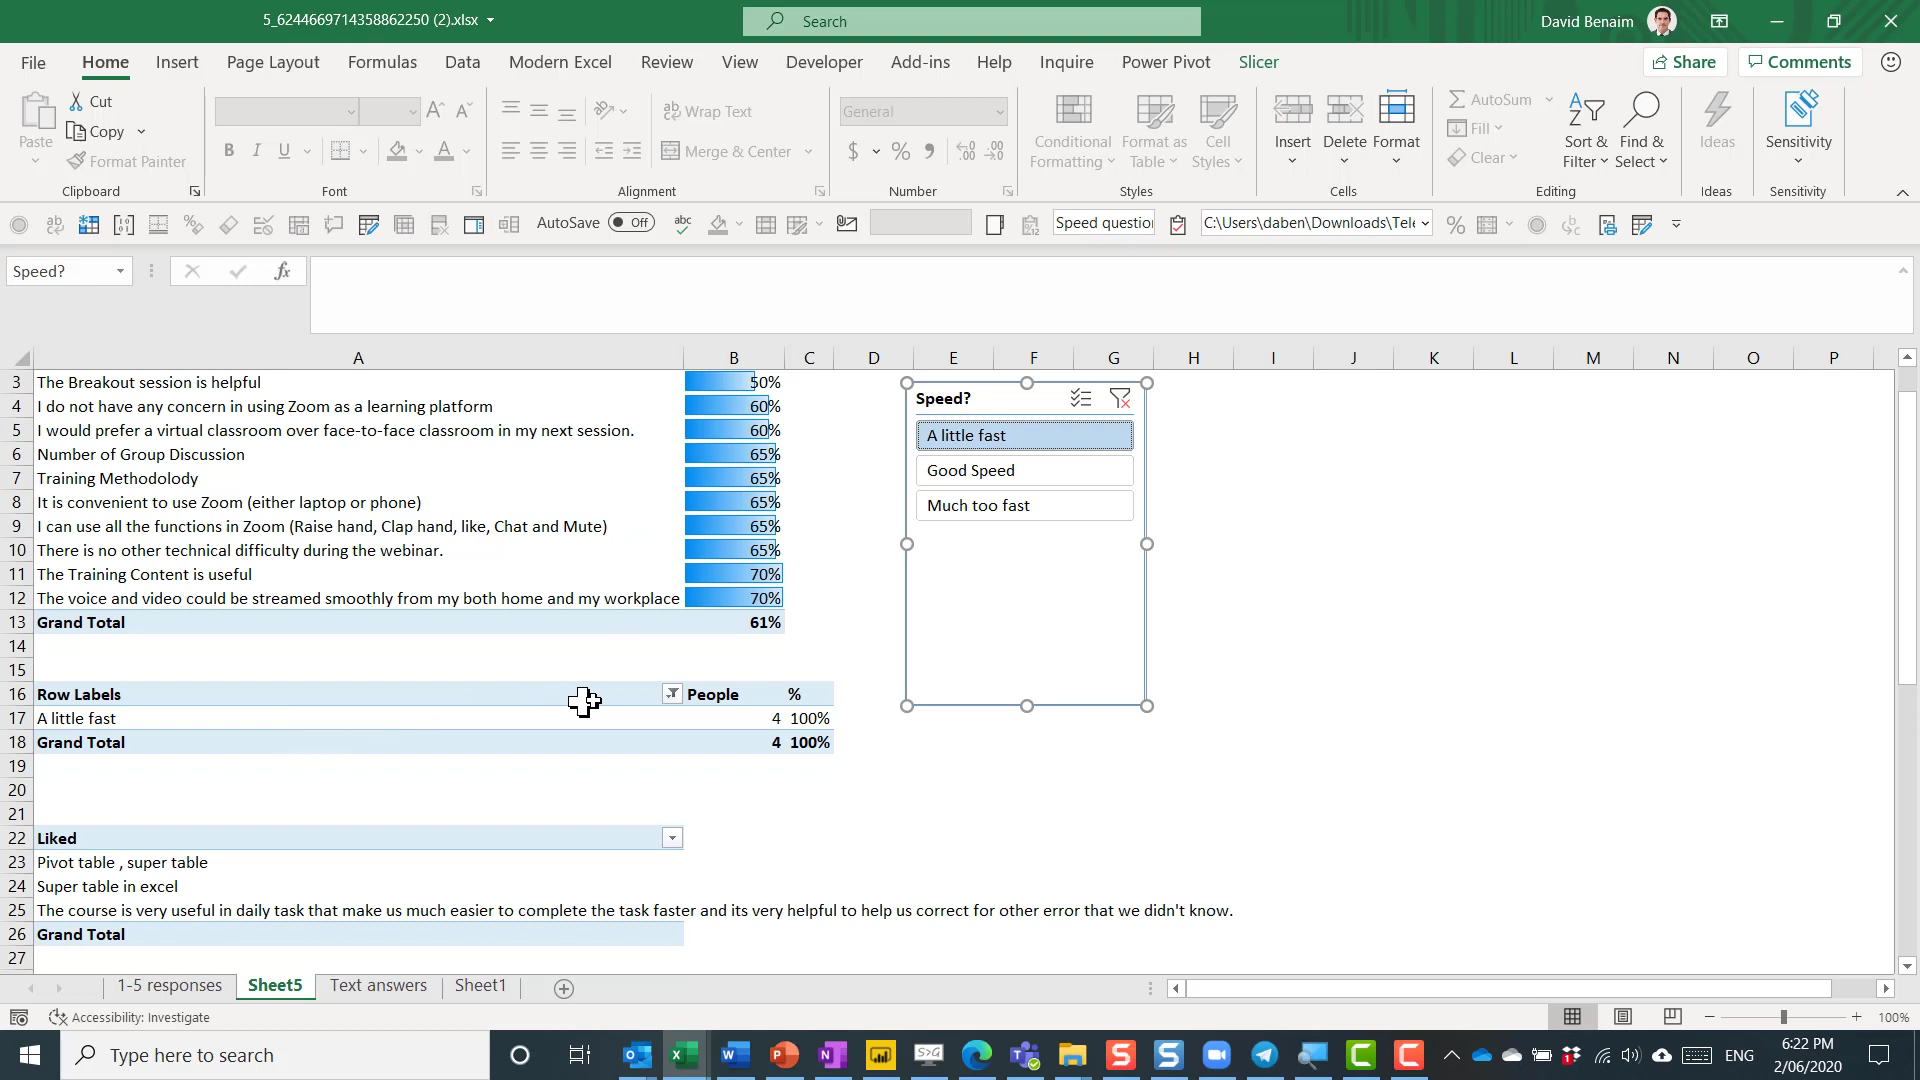 5_6244669714358862250 (2).xlsx
Search
David Benaim
File Home Insert Page Layout Formulas Data Modern Excel Review View Developer Add-ins Help Inquire Power Pivot Slicer
Share Comments
Paste
Cut
Copy
Format Painter
Clipboard
B I U
Font
Wrap Text
Merge & Center
Alignment
General
$ % 9
Number
Conditional Formatting
Format as Table
Cell Styles
Styles
Insert Delete Format
Cells
AutoSum
Fill
Clear
Sort & Filter
Find & Select
Editing
Ideas
Ideas
Sensitivity
Sensitivity
AutoSave Off
Speed questio
C:\Users\daben\Downloads\Tele
Speed?
fx
A B C D E F G H I J K L M N O P
3 The Breakout session is helpful 50%
4 I do not have any concern in using Zoom as a learning platform 60%
5 I would prefer a virtual classroom over face-to-face classroom in my next session. 60%
6 Number of Group Discussion 65%
7 Training Methodolody 65%
8 It is convenient to use Zoom (either laptop or phone) 65%
9 I can use all the functions in Zoom (Raise hand, Clap hand, like, Chat and Mute) 65%
10 There is no other technical difficulty during the webinar. 65%
11 The Training Content is useful 70%
12 The voice and video could be streamed smoothly from my both home and my workplace 70%
13 Grand Total 61%
14
15
16 Row Labels People %
17 A little fast 4 100%
18 Grand Total 4 100%
19
20
21
22 Liked
23 Pivot table , super table
24 Super table in excel
25 The course is very useful in daily task that make us much easier to complete the task faster and its very helpful to help us correct for other error that we didn't know.
26 Grand Total
27
Speed?
A little fast
Good Speed
Much too fast
1-5 responses Sheet5 Text answers Sheet1
Accessibility: Investigate
100%
Type here to search
ENG
6:22 PM
2/06/2020